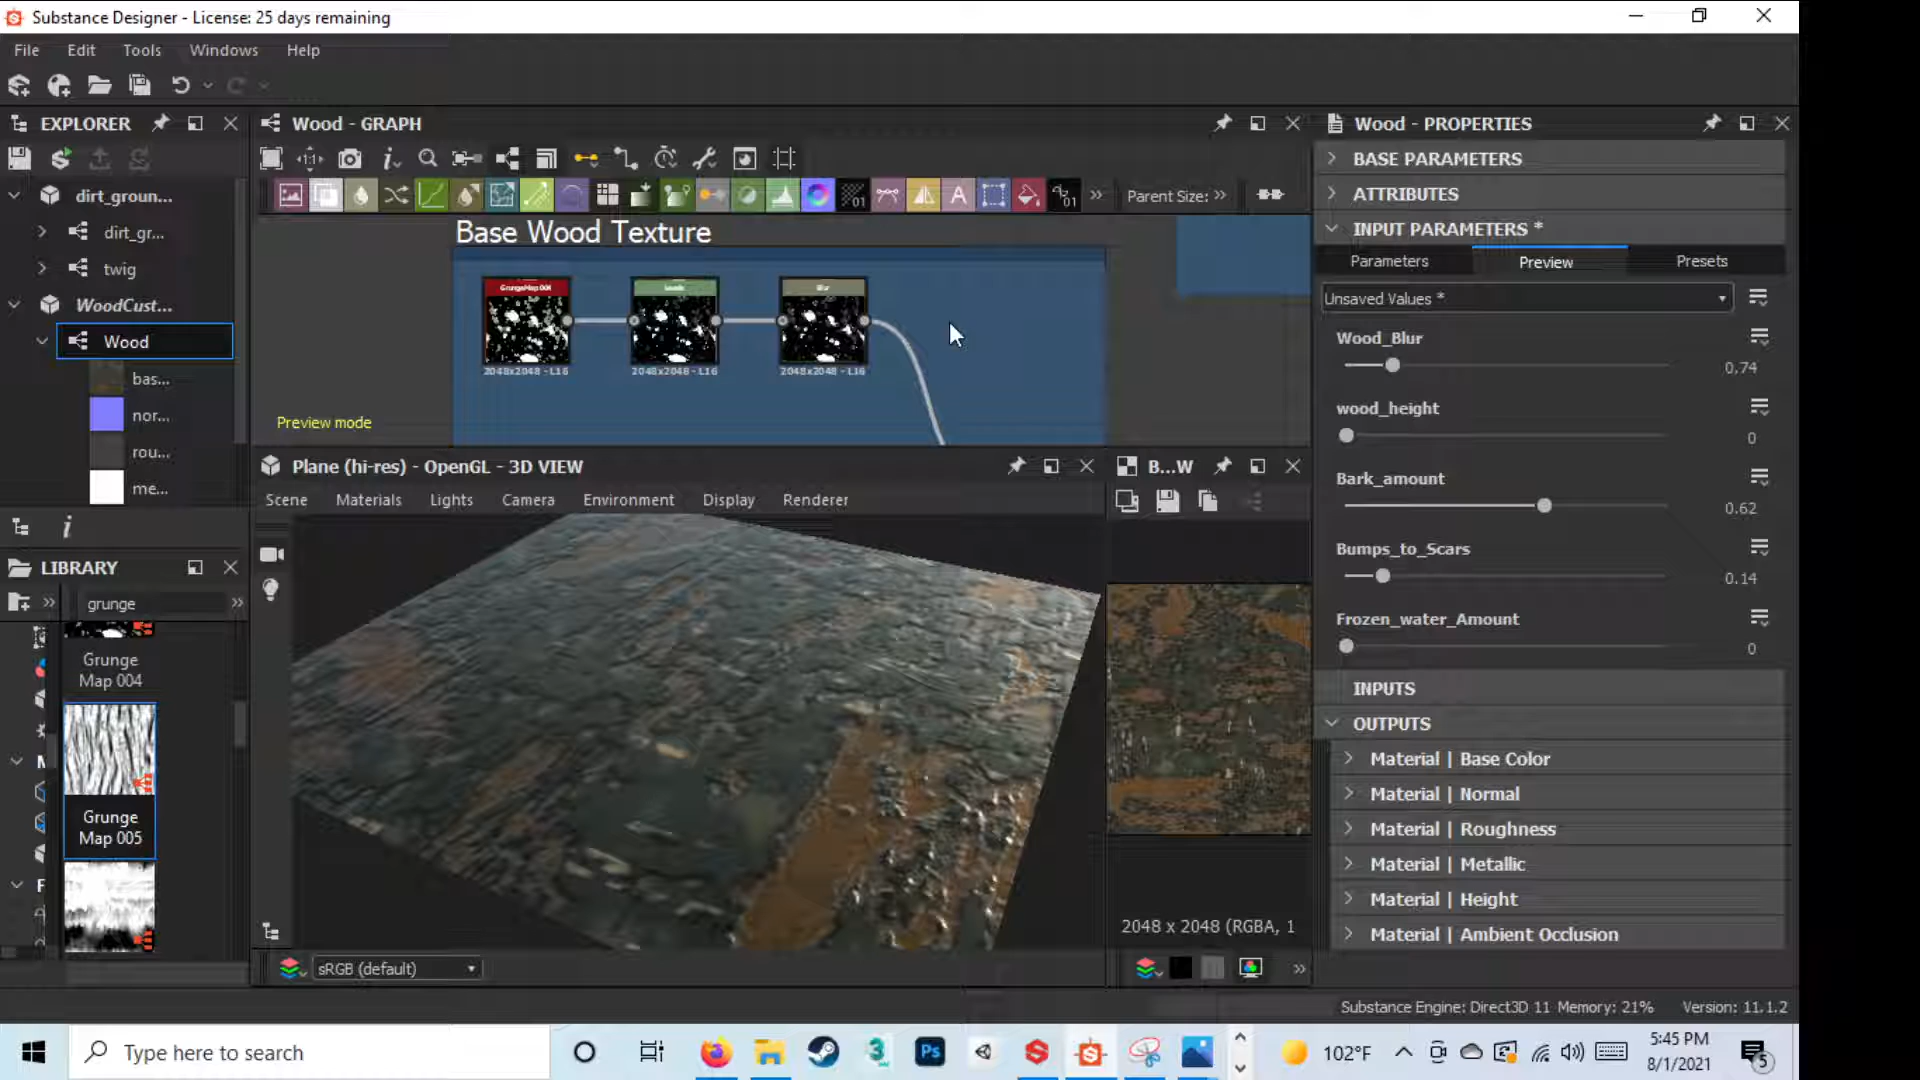 Substance Designer - License: 25 days remaining
File Edit Tools Windows Help
EXPLORER
dirt_groun...
dirt_gr...
twig
WoodCust...
Wood
bas...
nor...
rou...
me...
LIBRARY
grunge
Grunge
Map 004
Grunge
Map 005
M
F
Wood - GRAPH
Parent Size:
Base Wood Texture
GrungeMap 004
Levels
Blur
2048x2048 - L16
2048x2048 - L16
2048x2048 - L16
Preview mode
Plane (hi-res) - OpenGL - 3D VIEW
Scene Materials Lights Camera Environment Display Renderer
sRGB (default)
B...W
2048 x 2048 (RGBA, 1
Wood - PROPERTIES
BASE PARAMETERS
ATTRIBUTES
INPUT PARAMETERS *
Parameters Preview Presets
Unsaved Values *
Wood_Blur
0.74
wood_height
0
Bark_amount
0.62
Bumps_to_Scars
0.14
Frozen_water_Amount
0
INPUTS
OUTPUTS
Material | Base Color
Material | Normal
Material | Roughness
Material | Metallic
Material | Height
Material | Ambient Occlusion
Substance Engine: Direct3D 11 Memory: 21% Version: 11.1.2
Type here to search
Ps
102°F
5:45 PM
8/1/2021
5